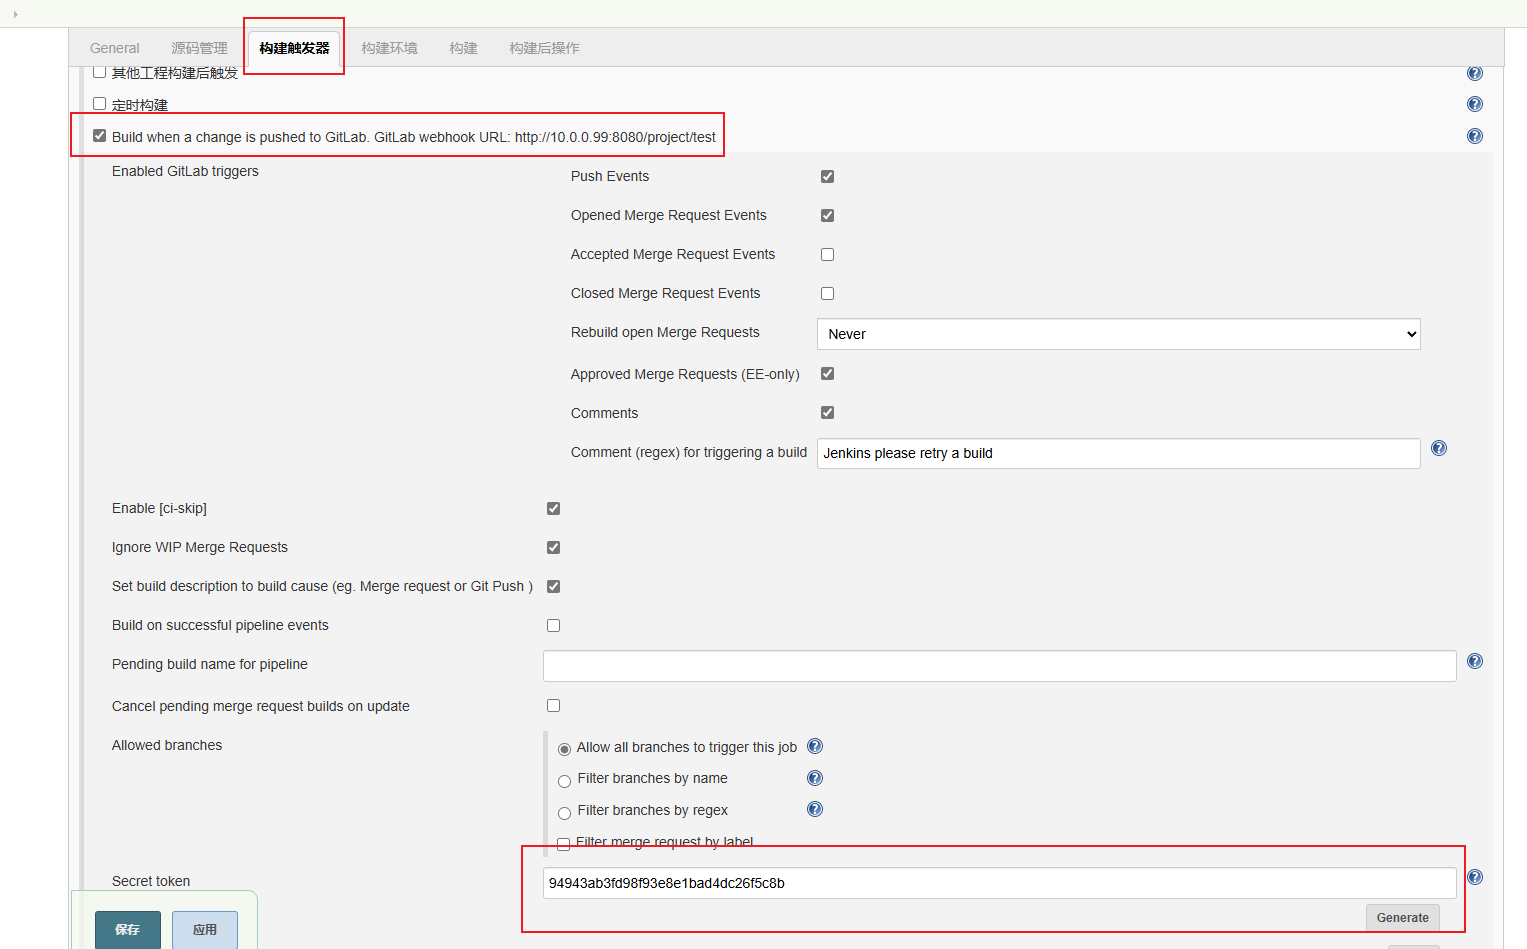 General 源码管理 构建触发器 构建环境 构建 构建后操作
其他工程构建后触发
定时构建
Build when a change is pushed to GitLab. GitLab webhook URL: http://10.0.0.99:8080/project/test
Enabled GitLab triggers
Push Events
Opened Merge Request Events
Accepted Merge Request Events
Closed Merge Request Events
Rebuild open Merge Requests Never
Approved Merge Requests (EE-only)
Comments
Comment (regex) for triggering a build Jenkins please retry a build
Enable [ci-skip]
Ignore WIP Merge Requests
Set build description to build cause (eg. Merge request or Git Push )
Build on successful pipeline events
Pending build name for pipeline
Cancel pending merge request builds on update
Allowed branches
Allow all branches to trigger this job
Filter branches by name
Filter branches by regex
Filter merge request by label
Secret token 94943ab3fd98f93e8e1bad4dc26f5c8b
Generate
保存 应用